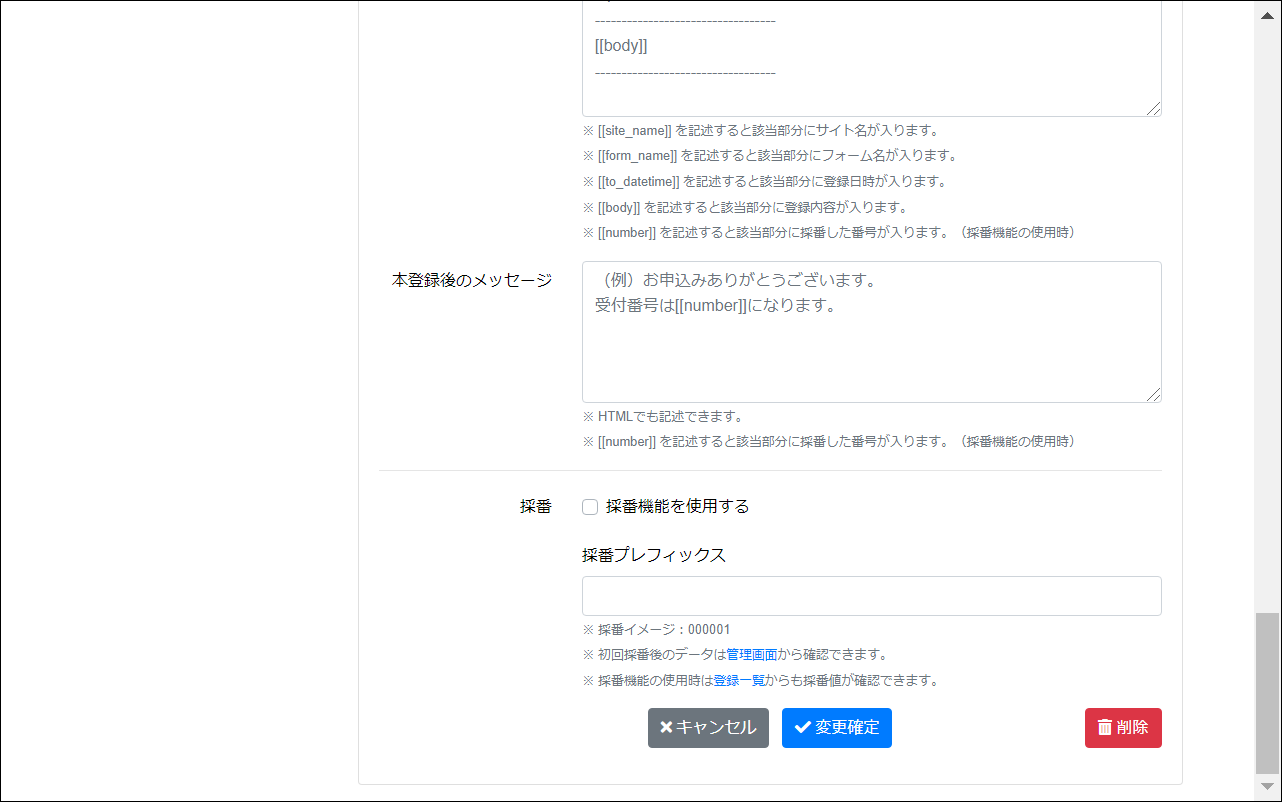 ----------------------------------
[[body]]
----------------------------------
※ [[site_name]] を記述すると該当部分にサイト名が入ります。
※ [[form_name]] を記述すると該当部分にフォーム名が入ります。
※ [[to_datetime]] を記述すると該当部分に登録日時が入ります。
※ [[body]] を記述すると該当部分に登録内容が入ります。
※ [[number]] を記述すると該当部分に採番した番号が入ります。（採番機能の使用時）
本登録後のメッセージ
（例）お申込みありがとうございます。
受付番号は[[number]]になります。
※ HTMLでも記述できます。
※ [[number]] を記述すると該当部分に採番した番号が入ります。（採番機能の使用時）
採番
採番機能を使用する
採番プレフィックス
※ 採番イメージ：000001
※ 初回採番後のデータは管理画面から確認できます。
※ 採番機能の使用時は登録一覧からも採番値が確認できます。
キャンセル
変更確定
削除